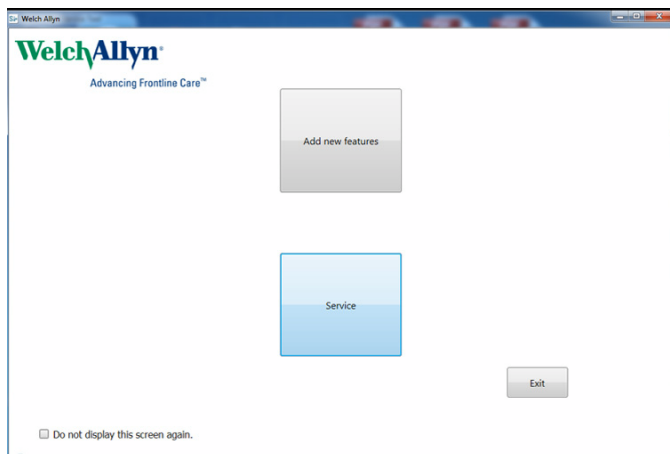 Welch Allyn
WelchAllyn®
Advancing Frontline Care™
Add new features
Service
Exit
Do not display this screen again.